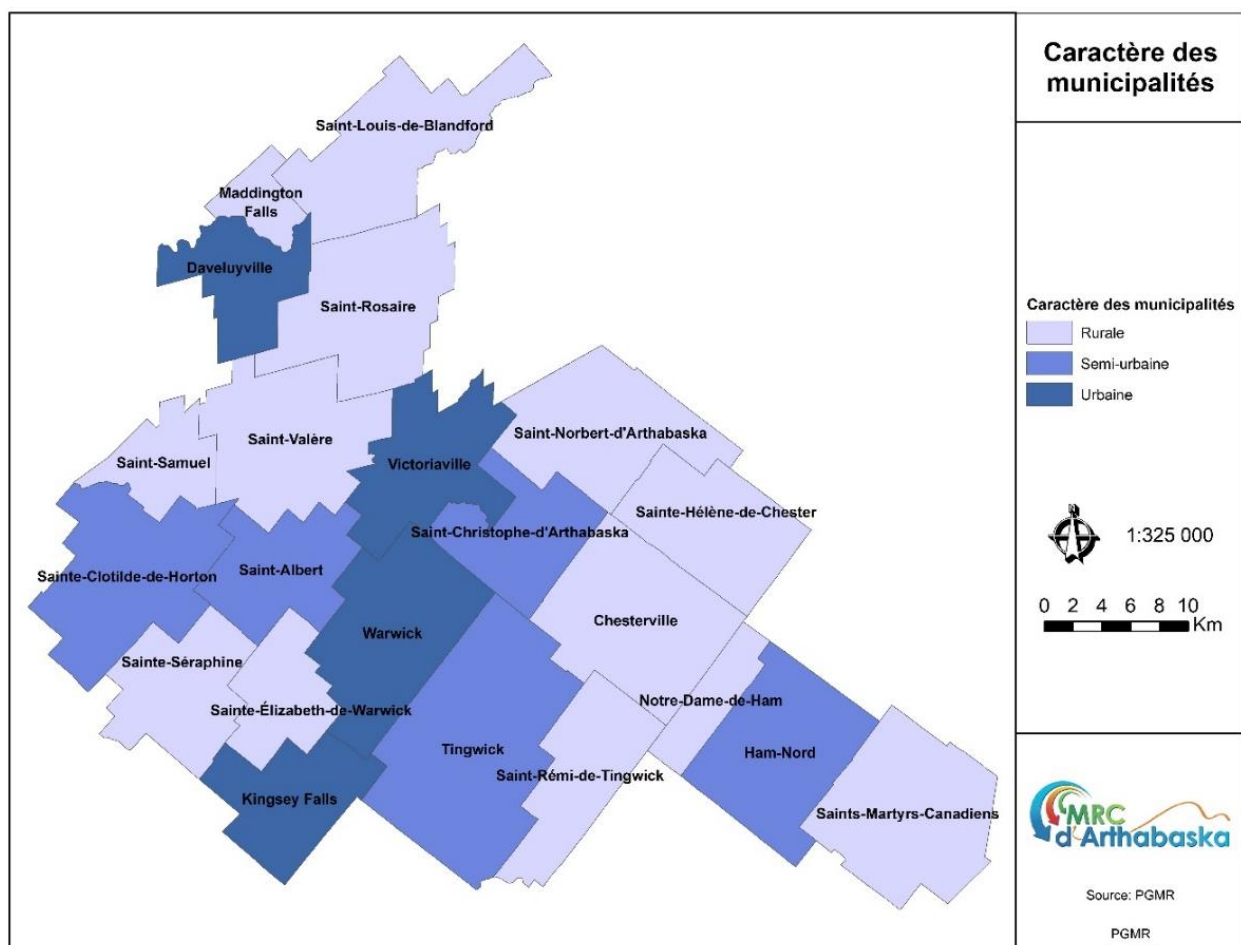 Caractère des
municipalités
Saint-Louis-de-Blandford
Maddington
Falls
Daveluyville
Saint-Rosaire
Saint-Norbert-d'Arthabaska
Saint-Valère
Saint-Samuel
Victoriaville
Sainte-Hélène-de-Chester
Saint-Christophe-d'Arthabaska
Saint-Albert
Sainte-Clotilde-de-Horton
Chesterville
Warwick
Sainte-Séraphine
Notre-Dame-de-Ham
Sainte-Élizabeth-de-Warwick
Tingwick
Ham-Nord
Saint-Rémi-de-Tingwick
Kingsey Falls
Saints-Martyrs-Canadiens
Caractère des municipalités
Rurale
Semi-urbaine
Urbaine
1:325 000
0 2 4 6 8 10
Km
MRC
d'Arthabaska
Source: PGMR
PGMR